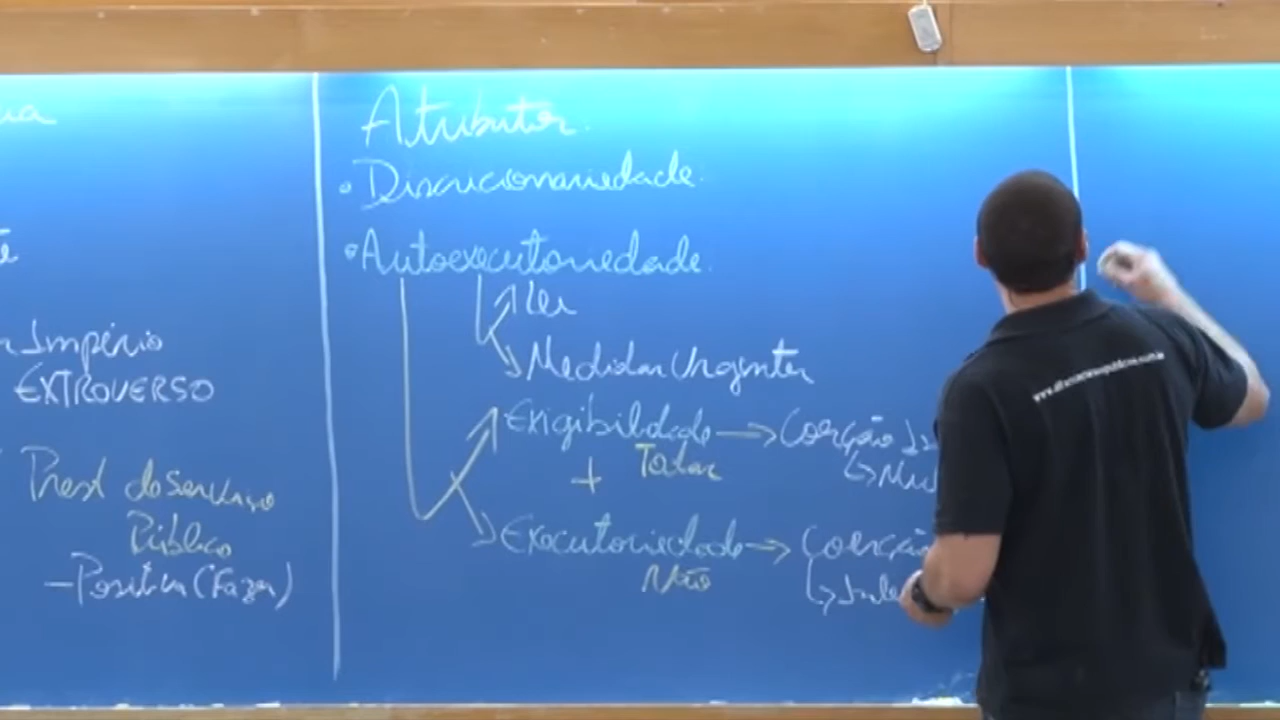 Império
EXTROVERSO
Prest do Serviço
Público
– Positiva (Fazer)
Atributos.
• Discricionariedade.
• Autoexecutoriedade.
Lei
Medidas Urgentes
Exigibilidade → Coerção
Todas
+
Executoriedade → Coerção
Não